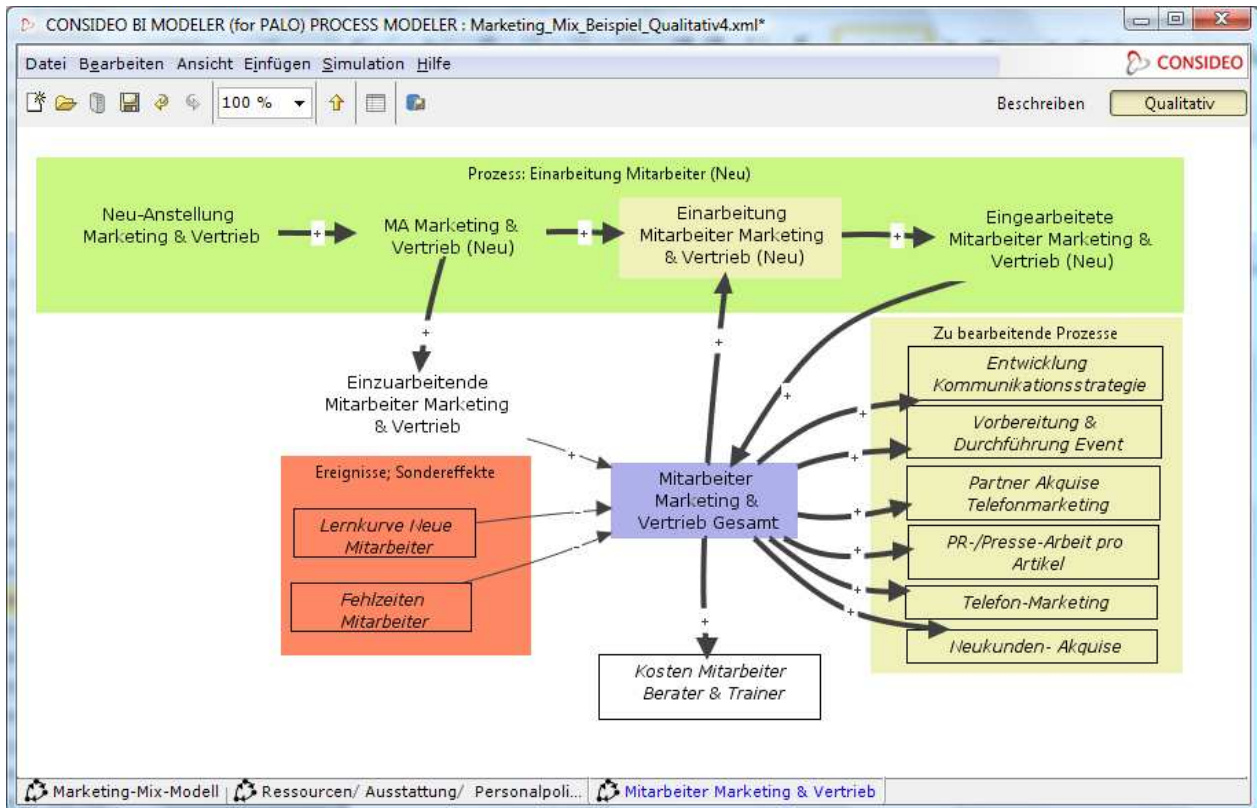 CONSIDEO BI MODELER (for PALO) PROCESS MODELER : Marketing_Mix_Beispiel_Qualitativ4.xml*
Datei Bearbeiten Ansicht Einfügen Simulation Hilfe
CONSIDEO
100 %
Beschreiben
Qualitativ
Prozess: Einarbeitung Mitarbeiter (Neu)
Neu-Anstellung
Marketing & Vertrieb
+
MA Marketing &
Vertrieb (Neu)
+
Einarbeitung
Mitarbeiter Marketing
& Vertrieb (Neu)
+
Eingearbeitete
Mitarbeiter Marketing &
Vertrieb (Neu)
+
+
+
Einzuarbeitende
Mitarbeiter Marketing
& Vertrieb
+
Ereignisse; Sondereffekte
Lernkurve Neue
Mitarbeiter
-
Fehlzeiten
Mitarbeiter
-
Mitarbeiter
Marketing &
Vertrieb Gesamt
+
Kosten Mitarbeiter
Berater & Trainer
Zu bearbeitende Prozesse
+
Entwicklung
Kommunikationsstrategie
+
Vorbereitung &
Durchführung Event
+
Partner Akquise
Telefonmarketing
+
PR-/Presse-Arbeit pro
Artikel
+
Telefon-Marketing
+
Neukunden- Akquise
Marketing-Mix-Modell
Ressourcen/ Ausstattung/ Personalpoli...
Mitarbeiter Marketing & Vertrieb